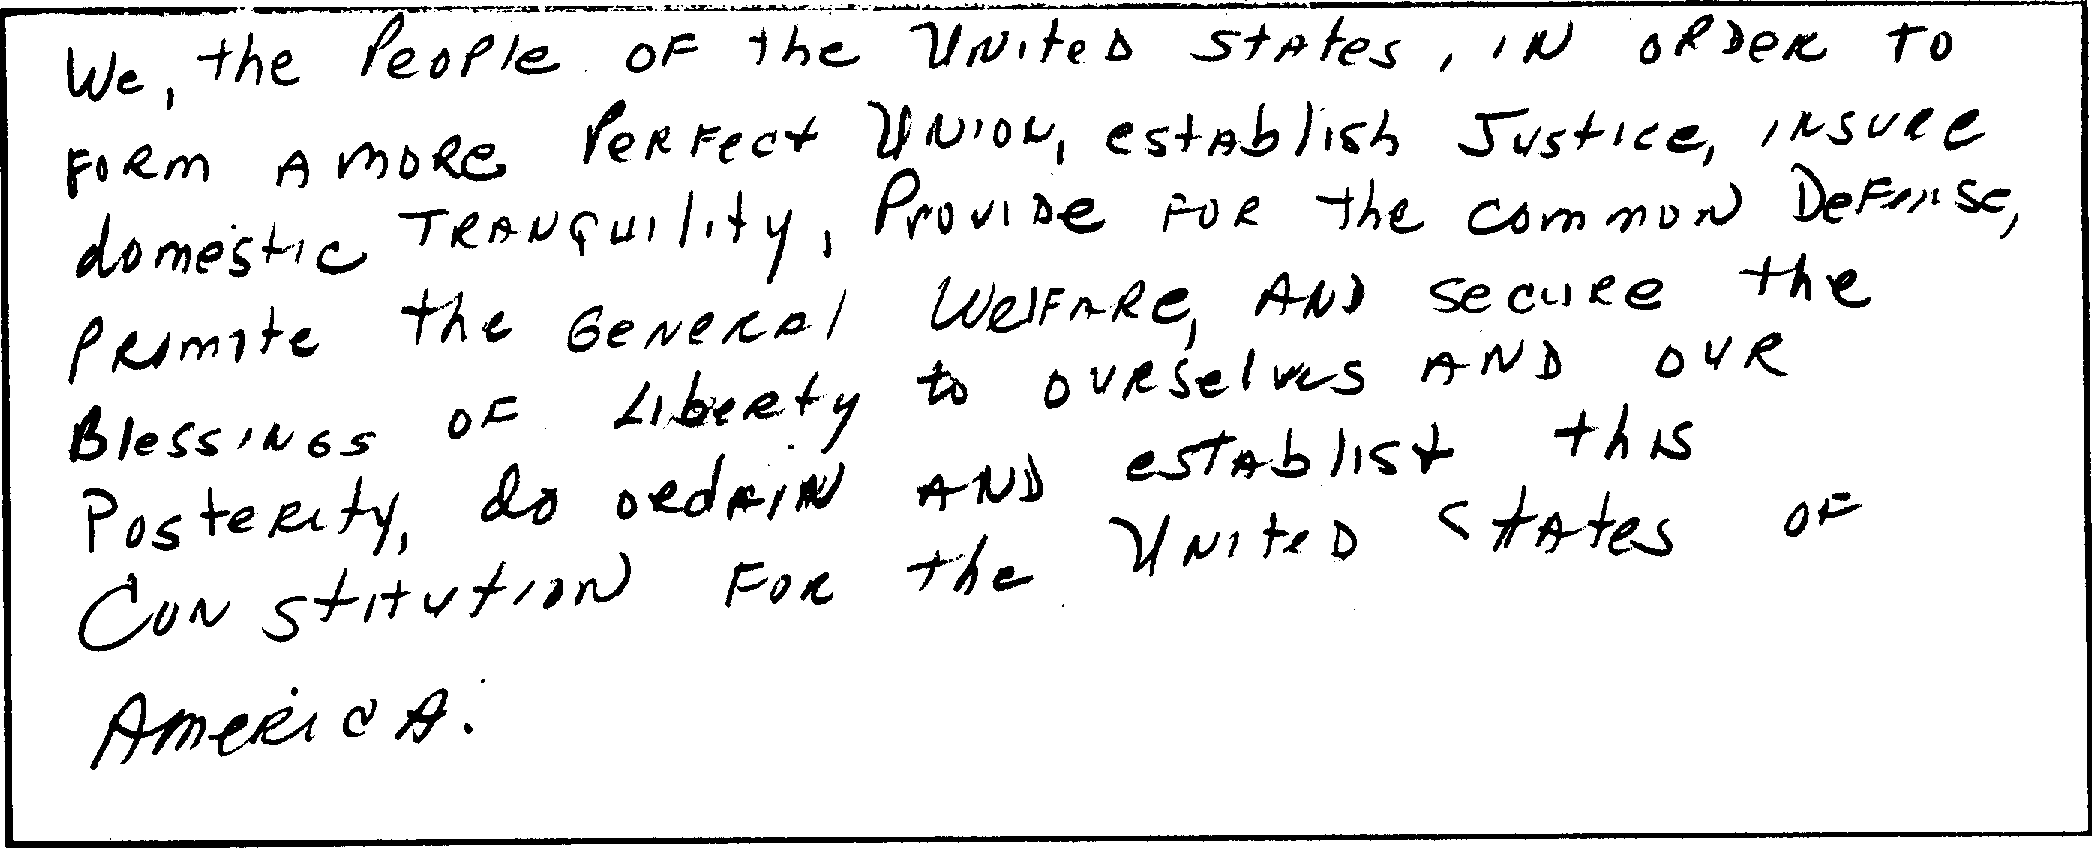 We, the People of the United States, in order to
form a more Perfect Union, establish Justice, insure
domestic Tranquility, Provide for the common Defense,
Promote the General Welfare, and secure the
Blessings of Liberty to ourselves and our
Posterity, do ordain and establist this
Constitution for the United States of
America.